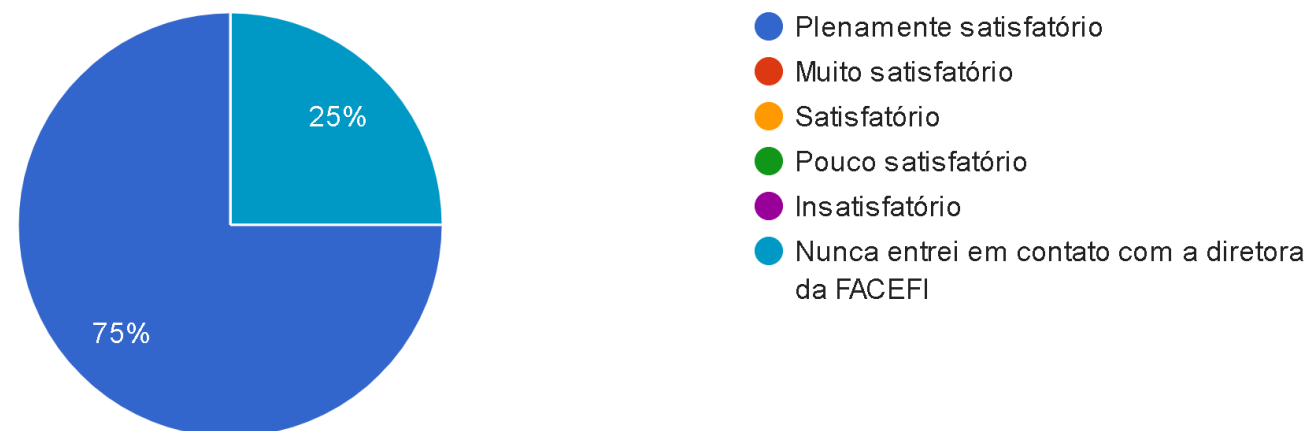 Plenamente satisfatório
Muito satisfatório
Satisfatório
Pouco satisfatório
Insatisfatório
Nunca entrei em contato com a diretora
da FACEFI
25%
75%